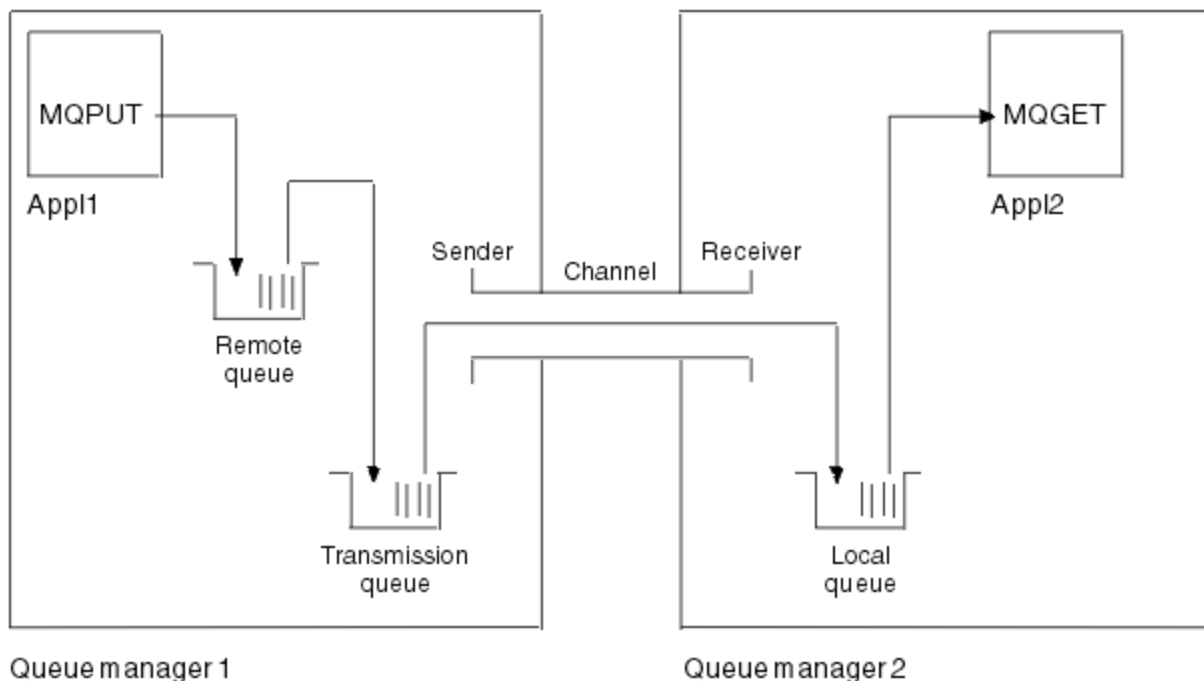 MQPUT
MQGET
Appl1
Appl2
Sender
Channel
Receiver
Remote
queue
Transmission
queue
Local
queue
Queue manager 1
Queue manager 2